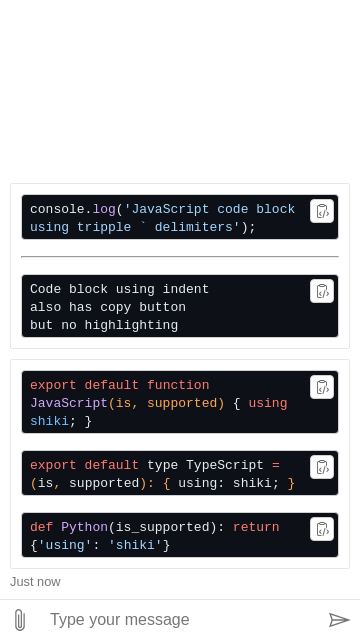 console.log('JavaScript code block
using tripple ` delimiters');
Code block using indent
also has copy button
but no highlighting
export default function
JavaScript(is, supported) { using
shiki; }
export default type TypeScript =
(is, supported): { using: shiki; }
def Python(is_supported): return
{'using': 'shiki'}
Just now
Type your message